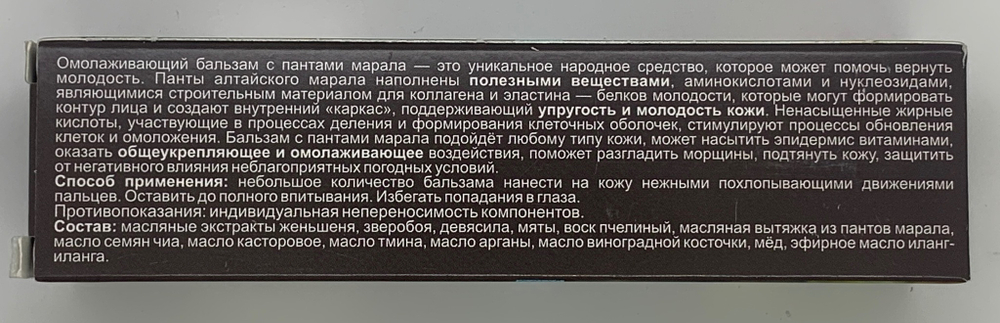 Омолаживающий бальзам с пантами марала — это уникальное народное средство, которое может помочь вернуть
молодость. Панты алтайского марала наполнены полезными веществами, аминокислотами и нуклеозидами,
являющимися строительным материалом для коллагена и эластина — белков молодости, которые могут формировать
контур лица и создают внутренний «каркас», поддерживающий упругость и молодость кожи. Ненасыщенные жирные
кислоты, участвующие в процессах деления и формирования клеточных оболочек, стимулируют процессы обновления
клеток и омоложения. Бальзам с пантами марала подойдёт любому типу кожи, может насытить эпидермис витаминами,
оказать общеукрепляющее и омолаживающее воздействия, поможет разгладить морщины, подтянуть кожу, защитить
от негативного влияния неблагоприятных погодных условий.
Способ применения: небольшое количество бальзама нанести на кожу нежными похлопывающими движениями
пальцев. Оставить до полного впитывания. Избегать попадания в глаза.
Противопоказания: индивидуальная непереносимость компонентов.
Состав: масляные экстракты женьшеня, зверобоя, девясила, мяты, воск пчелиный, масляная вытяжка из пантов марала,
масло семян чиа, масло касторовое, масло тмина, масло арганы, масло виноградной косточки, мёд, эфирное масло иланг-
иланга.